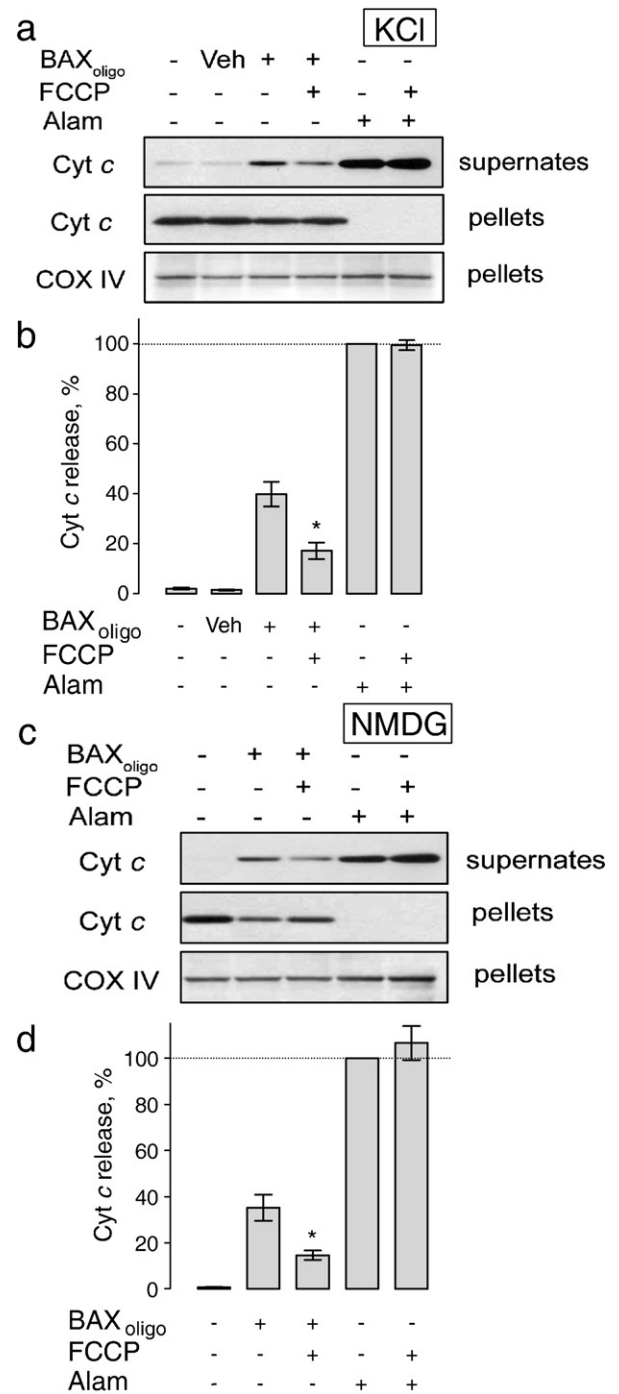 a KCl
BAXoligo - Veh + + - -
FCCP - - - + - +
Alam - - - - + +
Cyt c supernates
Cyt c pellets
COX IV pellets
b
Cyt c release, %
100
80
60
40
20
0
*
BAXoligo - Veh + + - -
FCCP - - - + - +
Alam - - - - + +
c NMDG
BAXoligo - + + - -
FCCP - - + - +
Alam - - - + +
Cyt c supernates
Cyt c pellets
COX IV pellets
d
Cyt c release, %
100
80
60
40
20
0
*
BAXoligo - + + - -
FCCP - - + - +
Alam - - - + +